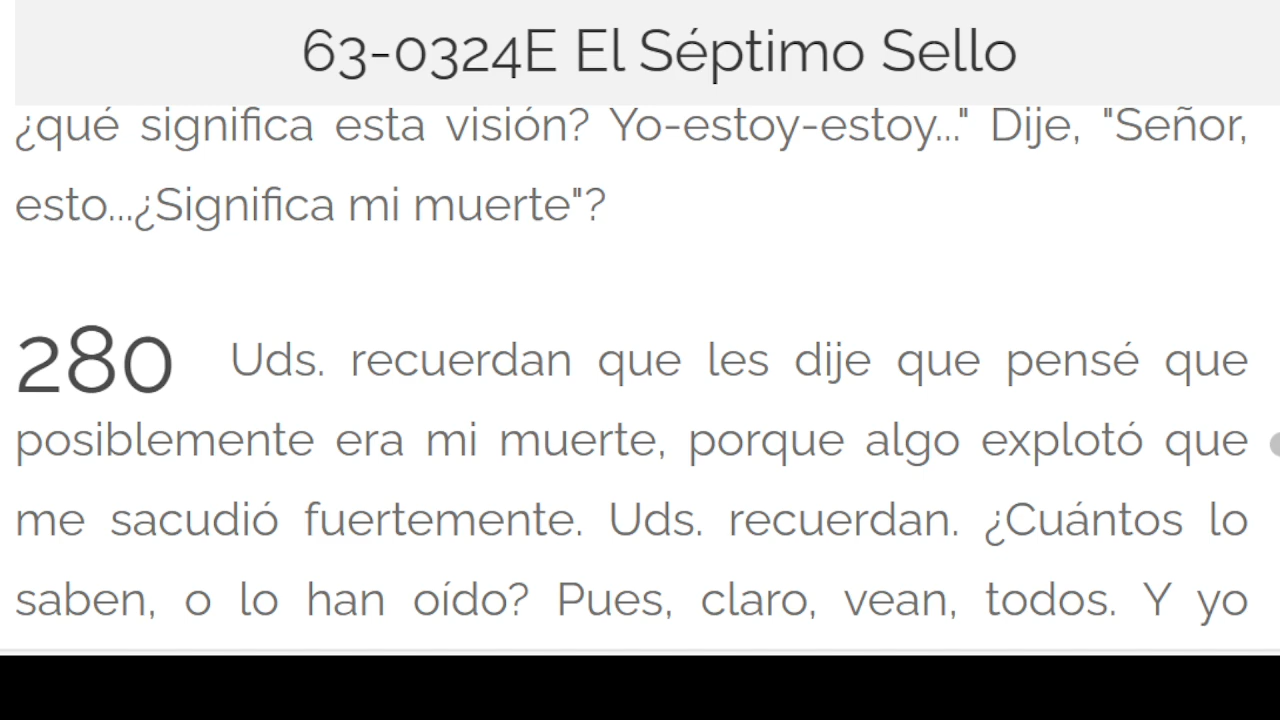 63-0324E El Séptimo Sello
¿qué significa esta visión? Yo-estoy-estoy..." Dije, "Señor,
esto...¿Significa mi muerte"?
280 Uds. recuerdan que les dije que pensé que
posiblemente era mi muerte, porque algo explotó que
me sacudió fuertemente. Uds. recuerdan. ¿Cuántos lo
saben, o lo han oído? Pues, claro, vean, todos. Y yo